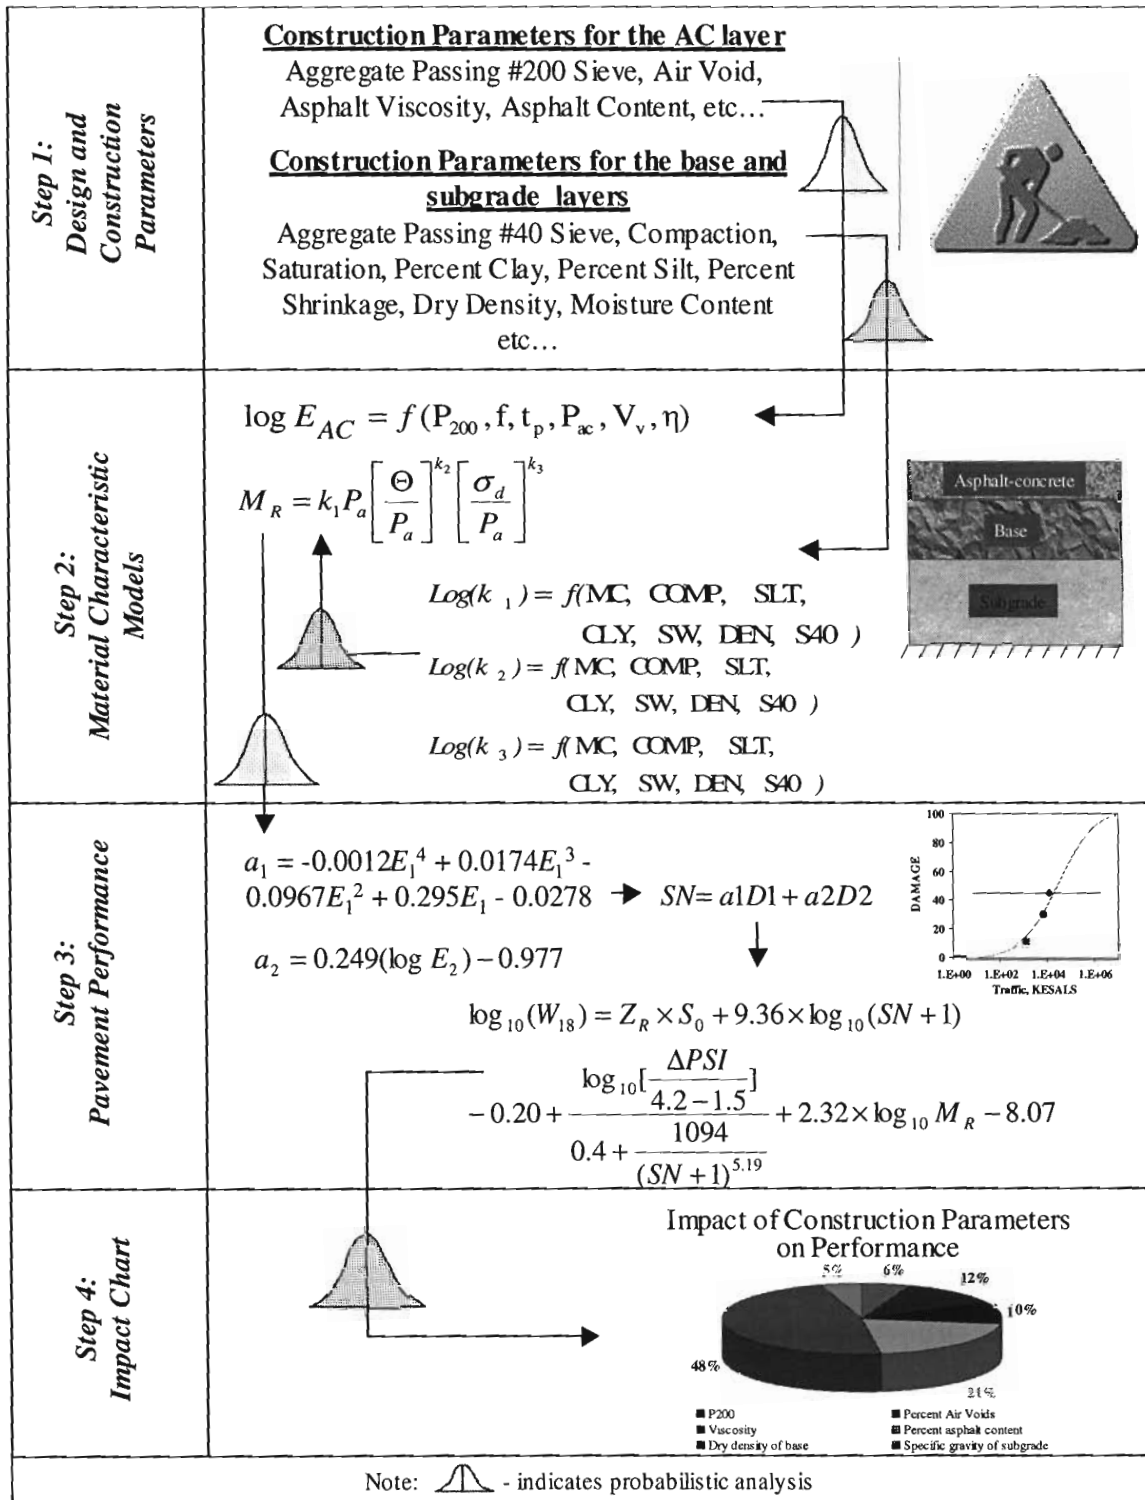 Step 1:
Design and
Construction
Parameters
Construction Parameters for the AC layer
Aggregate Passing #200 Sieve, Air Void,
Asphalt Viscosity, Asphalt Content, etc...
Construction Parameters for the base and
subgrade layers
Aggregate Passing #40 Sieve, Compaction,
Saturation, Percent Clay, Percent Silt, Percent
Shrinkage, Dry Density, Moisture Content
etc...
Step 2:
Material Characteristic
Models
log E_AC = f(P_200, f, t_p, P_ac, V_v, η)
M_R = k_1 P_a [Θ/P_a]^k_2 [σ_d/P_a]^k_3
Log(k_1) = f(MC, COMP, SLT,
CLY, SW, DEN, S40)
Log(k_2) = f(MC, COMP, SLT,
CLY, SW, DEN, S40)
Log(k_3) = f(MC, COMP, SLT,
CLY, SW, DEN, S40)
Asphalt-concrete
Base
Subgrade
Step 3:
Pavement Performance
a_1 = -0.0012E_1^4 + 0.0174E_1^3 -
0.0967E_1^2 + 0.295E_1 - 0.0278
SN= a1D1 + a2D2
a_2 = 0.249(log E_2) - 0.977
DAMAGE
100
80
60
40
20
0
1.E+00 1.E+02 1.E+04 1.E+06
Traffic, KESALS
log_10(W_18) = Z_R × S_0 + 9.36 × log_10(SN + 1)
- 0.20 + log_10[ΔPSI/(4.2 - 1.5)] / (0.4 + 1094/(SN + 1)^5.19) + 2.32 × log_10 M_R - 8.07
Step 4:
Impact Chart
Impact of Construction Parameters
on Performance
5%
6%
12%
10%
48%
21%
P200
Percent Air Voids
Viscosity
Percent asphalt content
Dry density of base
Specific gravity of subgrade
Note: - indicates probabilistic analysis